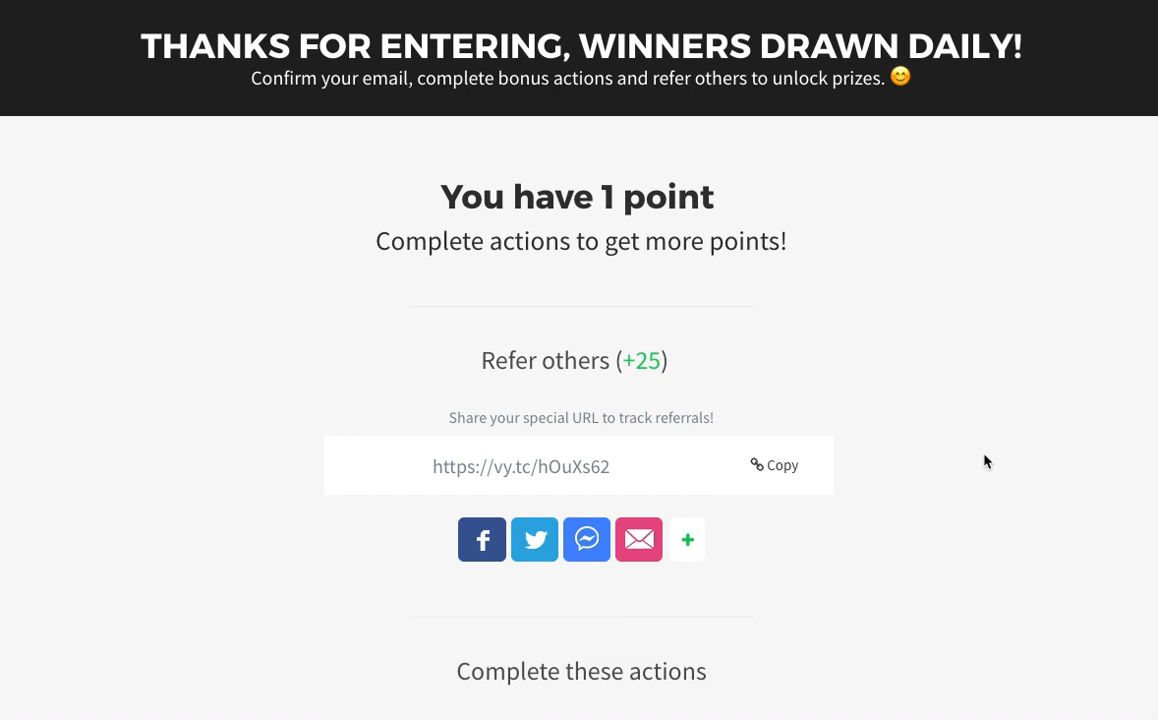 THANKS FOR ENTERING, WINNERS DRAWN DAILY!
Confirm your email, complete bonus actions and refer others to unlock prizes. 😊
You have 1 point
Complete actions to get more points!
Refer others (+25)
Share your special URL to track referrals!
https://vy.tc/hOuXs62
Copy
Complete these actions